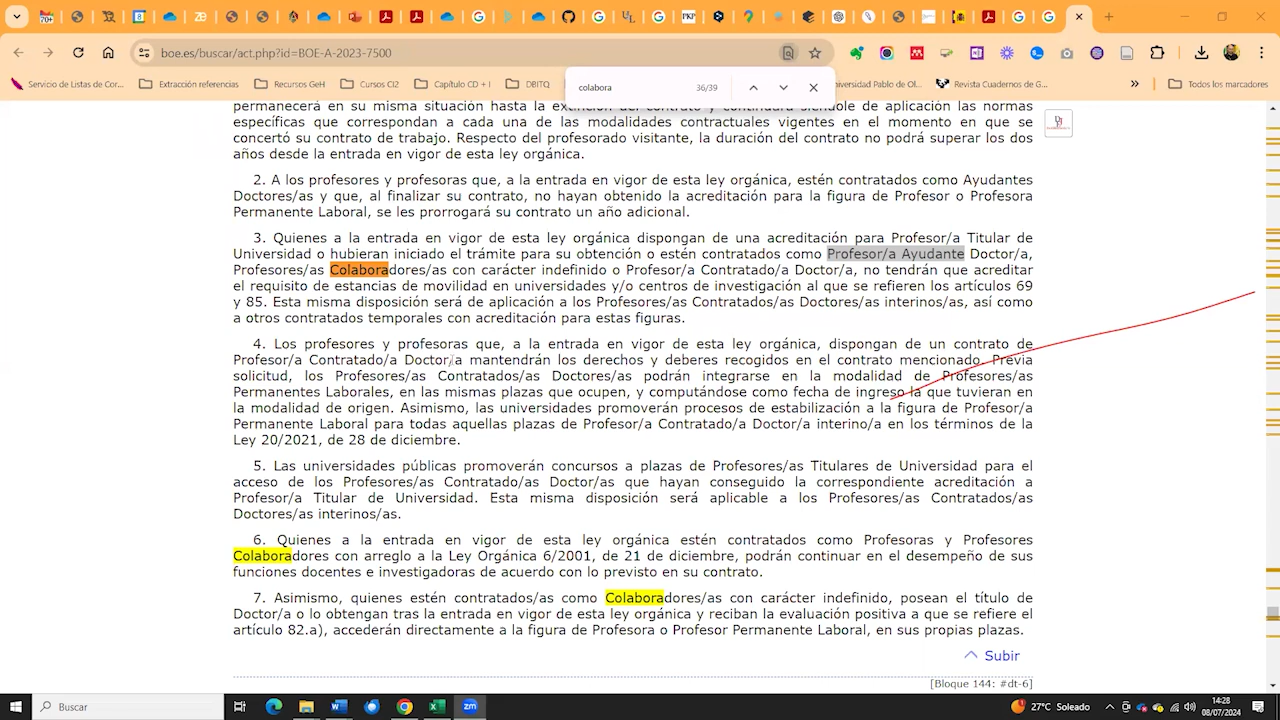 boe.es/buscar/act.php?id=BOE-A-2023-7500
Servicio de Listas de Cor...
Extracción referencias
Recursos GeH
Cursos CI2
Capítulo CD + I
DBITQ
niversidad Pablo de Ol...
Revista Cuadernos de G...
Todos los marcadores
colabora 36/39
permanecerá en su misma situación hasta la extinción del contrato y continuará siéndole de aplicación las normas
específicas que correspondan a cada una de las modalidades contractuales vigentes en el momento en que se
concertó su contrato de trabajo. Respecto del profesorado visitante, la duración del contrato no podrá superar los dos
años desde la entrada en vigor de esta ley orgánica.
2. A los profesores y profesoras que, a la entrada en vigor de esta ley orgánica, estén contratados como Ayudantes
Doctores/as y que, al finalizar su contrato, no hayan obtenido la acreditación para la figura de Profesor o Profesora
Permanente Laboral, se les prorrogará su contrato un año adicional.
3. Quienes a la entrada en vigor de esta ley orgánica dispongan de una acreditación para Profesor/a Titular de
Universidad o hubieran iniciado el trámite para su obtención o estén contratados como Profesor/a Ayudante Doctor/a,
Profesores/as Colaboradores/as con carácter indefinido o Profesor/a Contratado/a Doctor/a, no tendrán que acreditar
el requisito de estancias de movilidad en universidades y/o centros de investigación al que se refieren los artículos 69
y 85. Esta misma disposición será de aplicación a los Profesores/as Contratados/as Doctores/as interinos/as, así como
a otros contratados temporales con acreditación para estas figuras.
4. Los profesores y profesoras que, a la entrada en vigor de esta ley orgánica, dispongan de un contrato de
Profesor/a Contratado/a Doctor/a mantendrán los derechos y deberes recogidos en el contrato mencionado. Previa
solicitud, los Profesores/as Contratados/as Doctores/as podrán integrarse en la modalidad de Profesores/as
Permanentes Laborales, en las mismas plazas que ocupen, y computándose como fecha de ingreso la que tuvieran en
la modalidad de origen. Asimismo, las universidades promoverán procesos de estabilización a la figura de Profesor/a
Permanente Laboral para todas aquellas plazas de Profesor/a Contratado/a Doctor/a interino/a en los términos de la
Ley 20/2021, de 28 de diciembre.
5. Las universidades públicas promoverán concursos a plazas de Profesores/as Titulares de Universidad para el
acceso de los Profesores/as Contratado/as Doctor/as que hayan conseguido la correspondiente acreditación a
Profesor/a Titular de Universidad. Esta misma disposición será aplicable a los Profesores/as Contratados/as
Doctores/as interinos/as.
6. Quienes a la entrada en vigor de esta ley orgánica estén contratados como Profesoras y Profesores
Colaboradores con arreglo a la Ley Orgánica 6/2001, de 21 de diciembre, podrán continuar en el desempeño de sus
funciones docentes e investigadoras de acuerdo con lo previsto en su contrato.
7. Asimismo, quienes estén contratados/as como Colaboradores/as con carácter indefinido, posean el título de
Doctor/a o lo obtengan tras la entrada en vigor de esta ley orgánica y reciban la evaluación positiva a que se refiere el
artículo 82.a), accederán directamente a la figura de Profesora o Profesor Permanente Laboral, en sus propias plazas.
Subir
[Bloque 144: #dt-6]
Buscar
27°C Soleado
14:28
08/07/2024